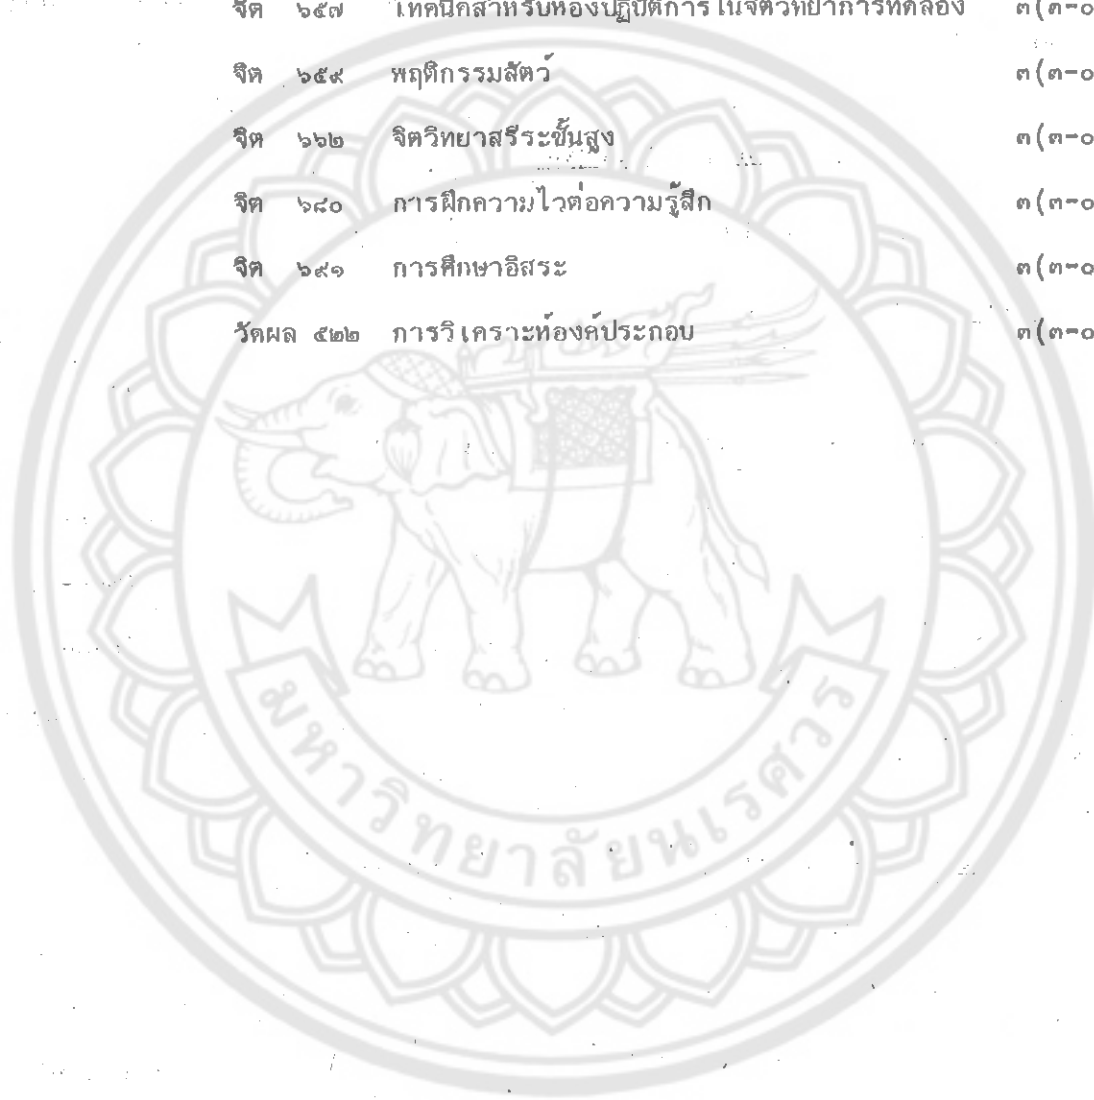 จิต ๖๕๗ เทคนิคสำหรับห้องปฏิบัติการในจิตวิทยาการทดลอง ๓(๓-๐
จิต ๖๕๙ พฤติกรรมสัตว์ ๓(๓-๐
จิต ๖๖๒ จิตวิทยาสรีระขั้นสูง ๓(๓-๐
จิต ๖๘๐ การฝึกความไวต่อความรู้สึก ๓(๓-๐
จิต ๖๙๑ การศึกษาอิสระ ๓(๓-๐
วัดผล ๕๒๒ การวิเคราะห์องค์ประกอบ ๓(๓-๐
มหาวิทยาลัยนเรศวร